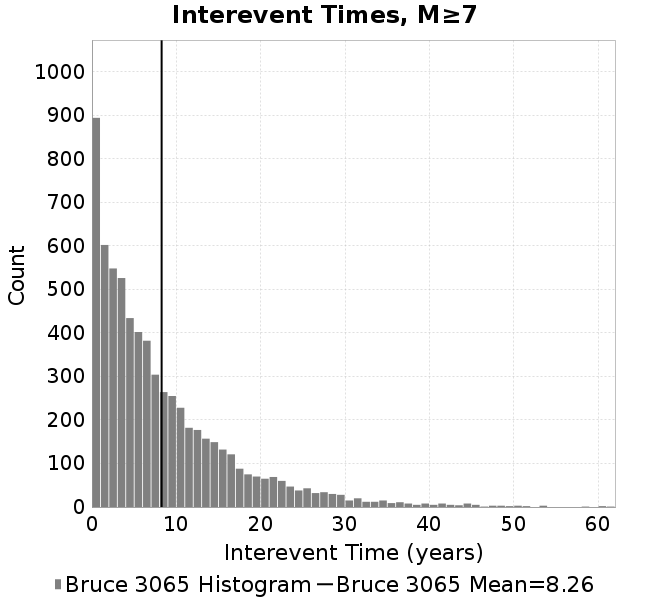 Interevent Times, M≥7
1000
900
800
700
600
500
400
300
200
100
0
Count
0 10 20 30 40 50 60
Interevent Time (years)
Bruce 3065 Histogram Bruce 3065 Mean=8.26